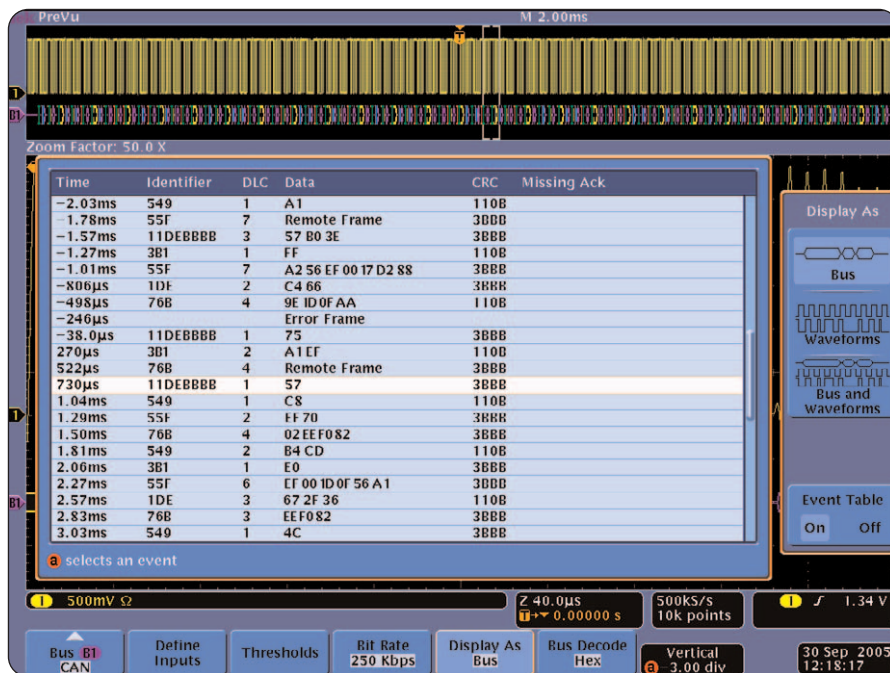 PreVu M 2.00ms
T
1
B1
Zoom Factor: 50.0 X
Time Identifier DLC Data CRC Missing Ack
-2.03ms 549 1 A1 110B
-1.78ms 55F 7 Remote Frame 3BBB
-1.57ms 11DEBBBB 3 57 B0 3E 3BBB
-1.27ms 3B1 1 FF 110B
-1.01ms 55F 7 A2 56 EF 00 17 D2 88 3BBB
-806µs 1DE 2 C4 66 3BBB
-498µs 76B 4 9E 1D 0F AA 110B
-246µs Error Frame
-38.0µs 11DEBBBB 1 75 3BBB
270µs 3B1 2 A1 EF 110B
522µs 76B 4 Remote Frame 3BBB
730µs 11DEBBBB 1 57 3BBB
1.04ms 549 1 C8 110B
1.29ms 55F 2 EF 70 3BBB
1.50ms 76B 4 02 EE F0 82 3BBB
1.81ms 549 2 B4 CD 110B
2.06ms 3B1 1 E0 3BBB
2.27ms 55F 6 EF 00 1D 0F 56 A1 3BBB
2.57ms 1DE 3 67 2F 36 110B
2.83ms 76B 3 EE F0 82 3BBB
3.03ms 549 1 4C 3BBB
a selects an event
1
B1
Display As
Bus
Waveforms
Bus and
Waveforms
Event Table
On Off
1 500mV Ω
Z 40.0µs
T→▼ 0.00000 s
500kS/s
10k points
1 ʃ 1.34 V
Bus B1
CAN
Define
Inputs
Thresholds
Bit Rate
250 Kbps
Display As
Bus
Bus Decode
Hex
Vertical
a -3.00 div
30 Sep 2005
12:18:17